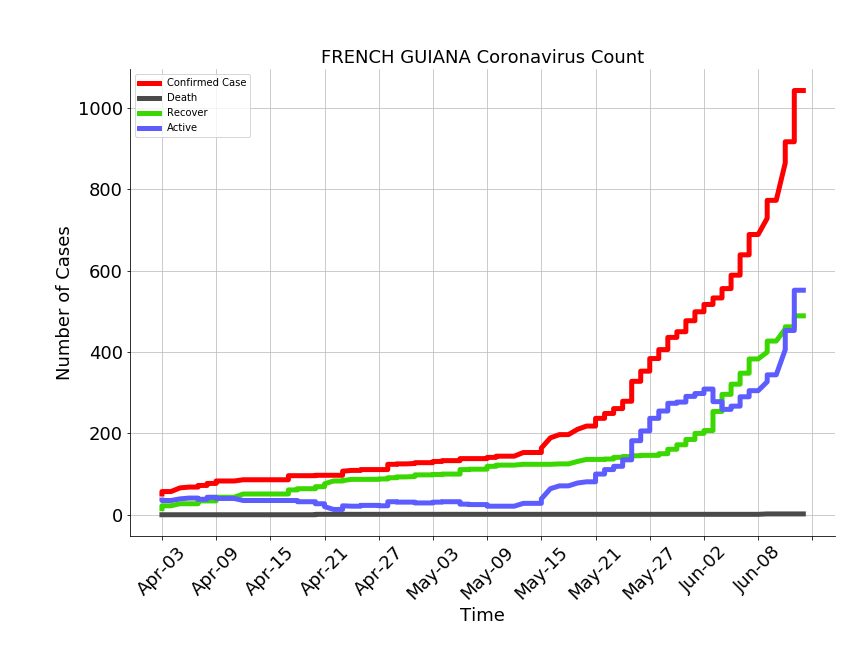 FRENCH GUIANA Coronavirus Count
Confirmed Case
Death
Recover
Active
1000
800
600
400
200
0
Number of Cases
Apr-03
Apr-09
Apr-15
Apr-21
Apr-27
May-03
May-09
May-15
May-21
May-27
Jun-02
Jun-08
Time